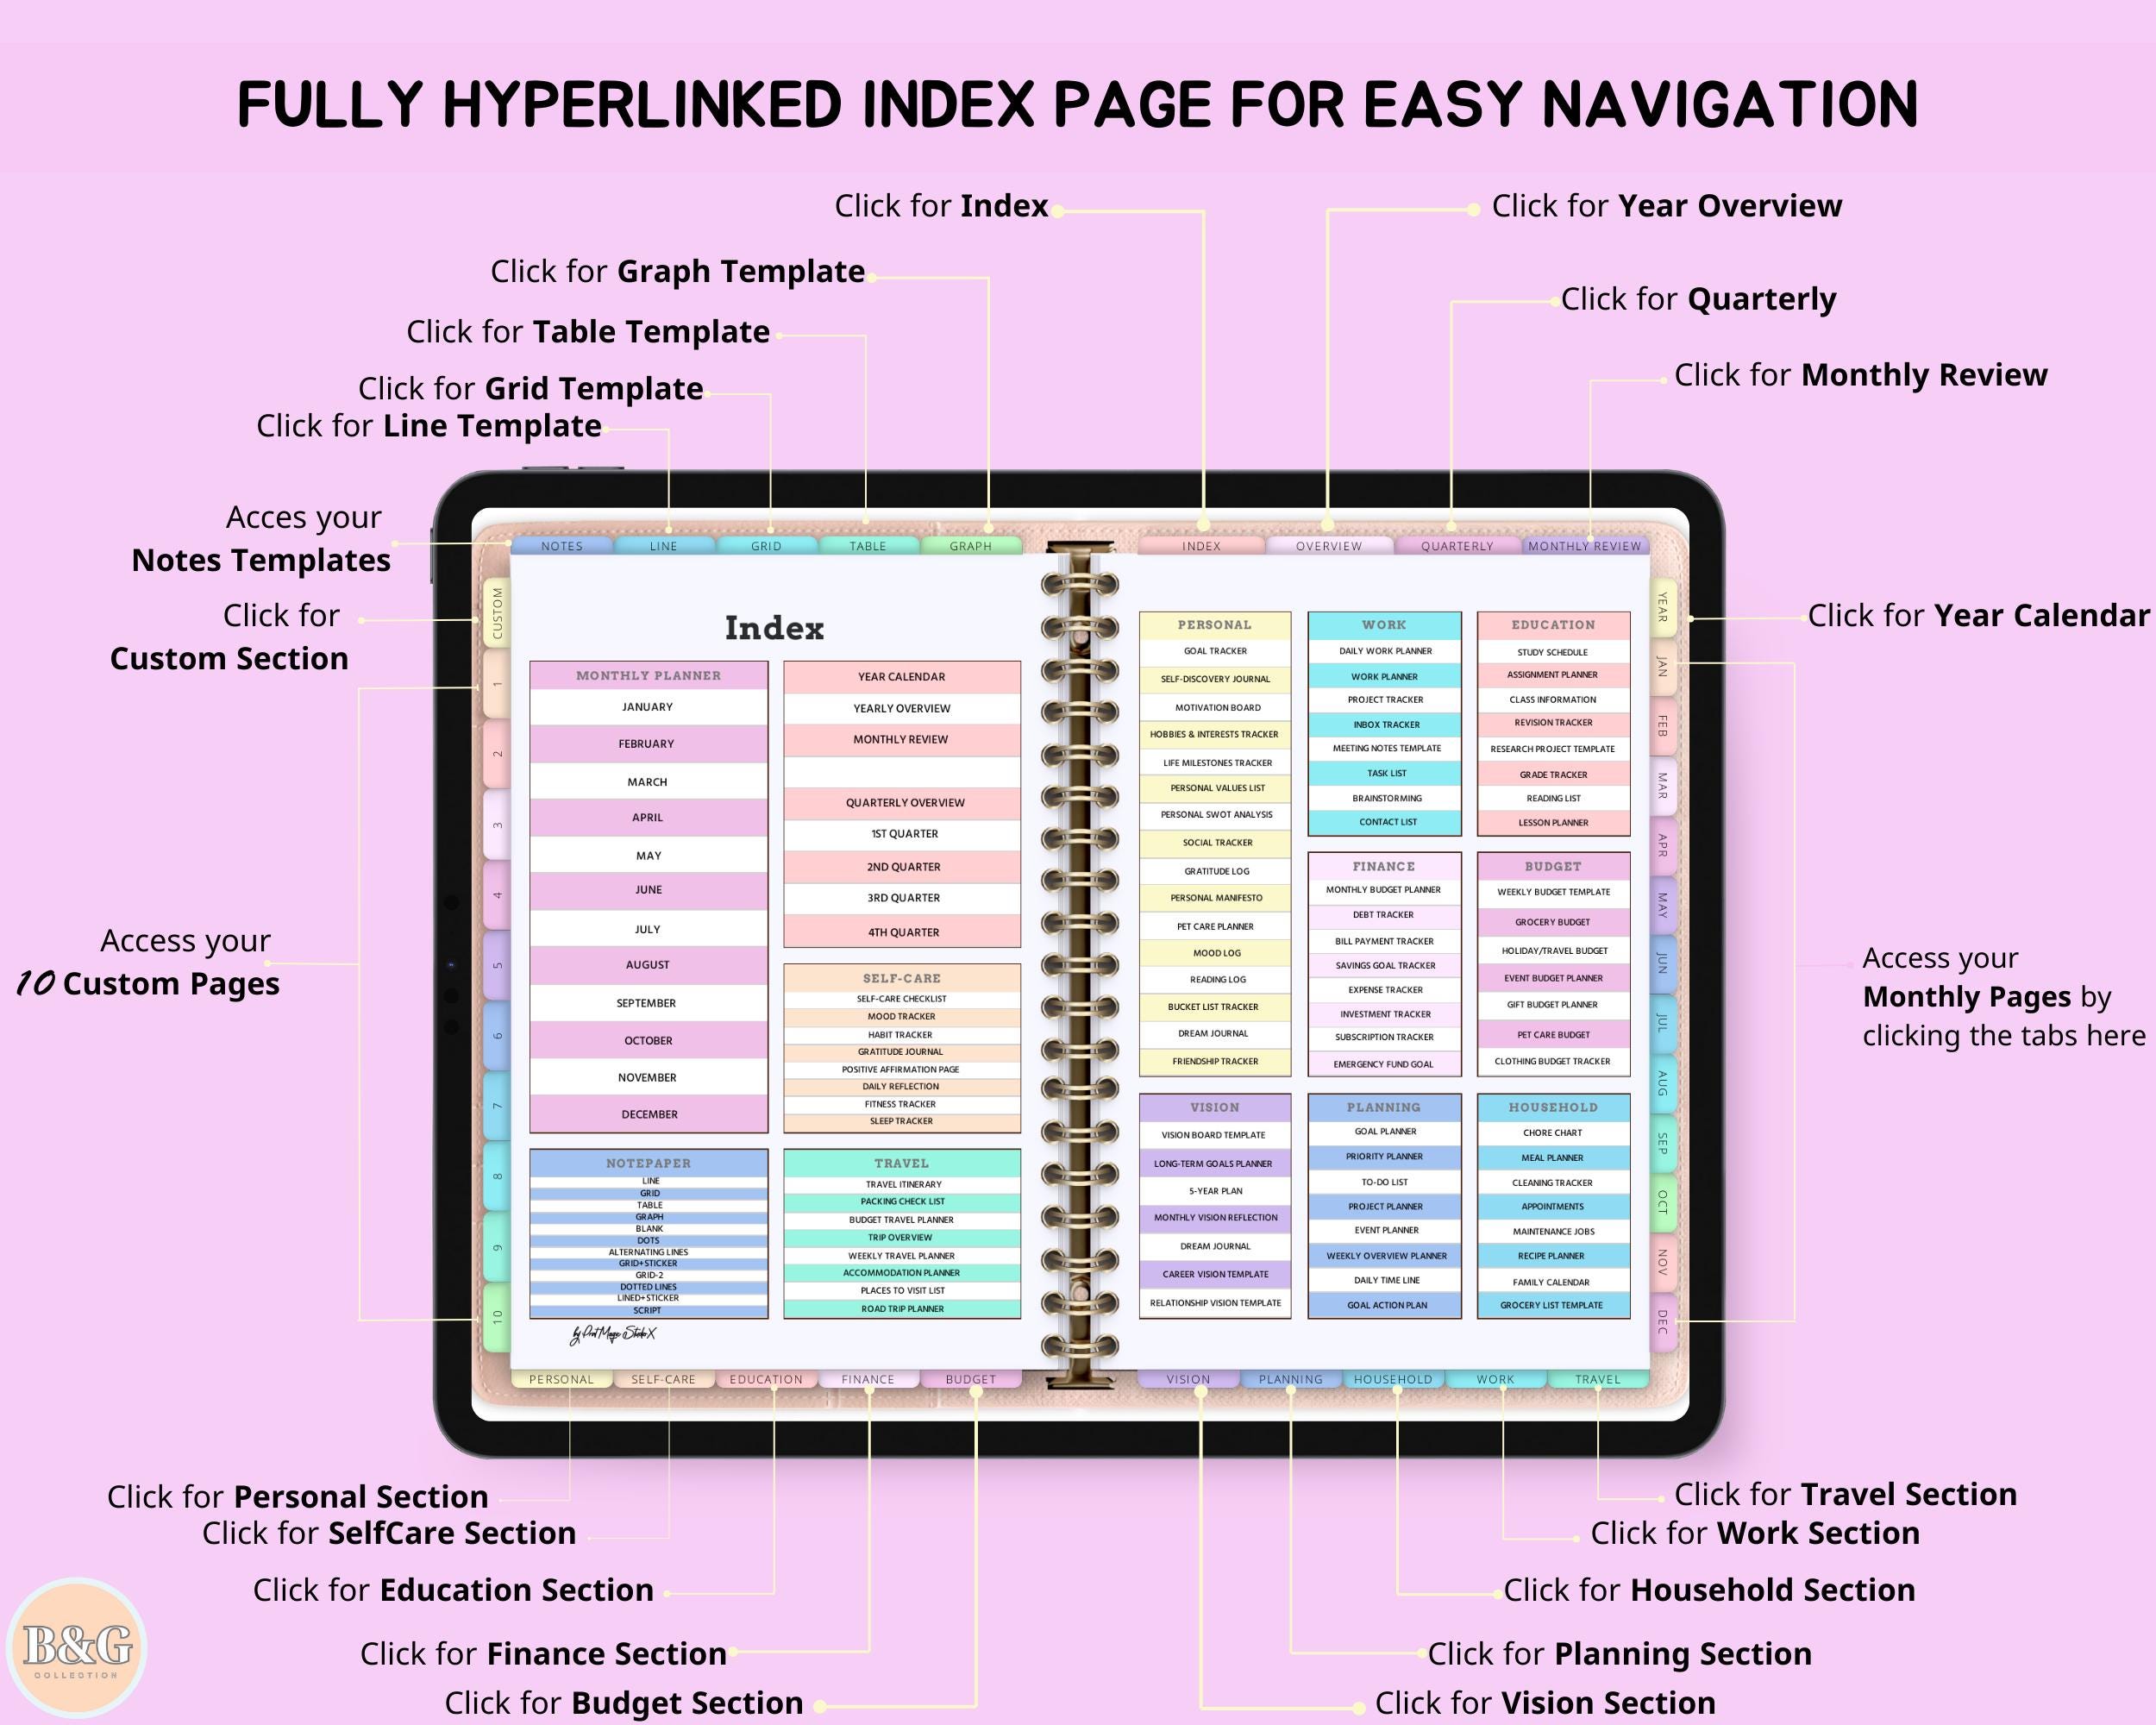 FULLY HYPERLINKED INDEX PAGE FOR EASY NAVIGATION
Click for Index
Click for Year Overview
Click for Graph Template
Click for Quarterly
Click for Table Template
Click for Monthly Review
Click for Grid Template
Click for Line Template
Acces your
Notes Templates
Click for
Custom Section
Access your
10 Custom Pages
Click for Year Calendar
Access your
Monthly Pages by
clicking the tabs here
NOTES
LINE
GRID
TABLE
GRAPH
INDEX
OVERVIEW
QUARTERLY
MONTHLY REVIEW
CUSTOM
1
2
3
4
5
6
7
8
9
10
Index
MONTHLY PLANNER
JANUARY
FEBRUARY
MARCH
APRIL
MAY
JUNE
JULY
AUGUST
SEPTEMBER
OCTOBER
NOVEMBER
DECEMBER
YEAR CALENDAR
YEARLY OVERVIEW
MONTHLY REVIEW
QUARTERLY OVERVIEW
1ST QUARTER
2ND QUARTER
3RD QUARTER
4TH QUARTER
SELF-CARE
SELF-CARE CHECKLIST
MOOD TRACKER
HABIT TRACKER
GRATITUDE JOURNAL
POSITIVE AFFIRMATION PAGE
DAILY REFLECTION
FITNESS TRACKER
SLEEP TRACKER
NOTEPAPER
LINE
GRID
TABLE
GRAPH
BLANK
DOTS
ALTERNATING LINES
GRID+STICKER
GRID-2
DOTTED LINES
LINED+STICKER
SCRIPT
TRAVEL
TRAVEL ITINERARY
PACKING CHECK LIST
BUDGET TRAVEL PLANNER
TRIP OVERVIEW
WEEKLY TRAVEL PLANNER
ACCOMMODATION PLANNER
PLACES TO VISIT LIST
ROAD TRIP PLANNER
PERSONAL
GOAL TRACKER
SELF-DISCOVERY JOURNAL
MOTIVATION BOARD
HOBBIES & INTERESTS TRACKER
LIFE MILESTONES TRACKER
PERSONAL VALUES LIST
PERSONAL SWOT ANALYSIS
SOCIAL TRACKER
GRATITUDE LOG
PERSONAL MANIFESTO
PET CARE PLANNER
MOOD LOG
READING LOG
BUCKET LIST TRACKER
DREAM JOURNAL
FRIENDSHIP TRACKER
WORK
DAILY WORK PLANNER
WORK PLANNER
PROJECT TRACKER
INBOX TRACKER
MEETING NOTES TEMPLATE
TASK LIST
BRAINSTORMING
CONTACT LIST
EDUCATION
STUDY SCHEDULE
ASSIGNMENT PLANNER
CLASS INFORMATION
REVISION TRACKER
RESEARCH PROJECT TEMPLATE
GRADE TRACKER
READING LIST
LESSON PLANNER
FINANCE
MONTHLY BUDGET PLANNER
DEBT TRACKER
BILL PAYMENT TRACKER
SAVINGS GOAL TRACKER
EXPENSE TRACKER
INVESTMENT TRACKER
SUBSCRIPTION TRACKER
EMERGENCY FUND GOAL
BUDGET
WEEKLY BUDGET TEMPLATE
GROCERY BUDGET
HOLIDAY/TRAVEL BUDGET
EVENT BUDGET PLANNER
GIFT BUDGET PLANNER
PET CARE BUDGET
CLOTHING BUDGET TRACKER
VISION
VISION BOARD TEMPLATE
LONG-TERM GOALS PLANNER
5-YEAR PLAN
MONTHLY VISION REFLECTION
DREAM JOURNAL
CAREER VISION TEMPLATE
RELATIONSHIP VISION TEMPLATE
PLANNING
GOAL PLANNER
PRIORITY PLANNER
TO-DO LIST
PROJECT PLANNER
EVENT PLANNER
WEEKLY OVERVIEW PLANNER
DAILY TIME LINE
GOAL ACTION PLAN
HOUSEHOLD
CHORE CHART
MEAL PLANNER
CLEANING TRACKER
APPOINTMENTS
MAINTENANCE JOBS
RECIPE PLANNER
FAMILY CALENDAR
GROCERY LIST TEMPLATE
YEAR
JAN
FEB
MAR
APR
MAY
JUN
JUL
AUG
SEP
OCT
NOV
DEC
PERSONAL
SELF-CARE
EDUCATION
FINANCE
BUDGET
VISION
PLANNING
HOUSEHOLD
WORK
TRAVEL
Click for Personal Section
Click for SelfCare Section
Click for Education Section
Click for Finance Section
Click for Budget Section
Click for Travel Section
Click for Work Section
Click for Household Section
Click for Planning Section
Click for Vision Section
B&G
COLLECTION